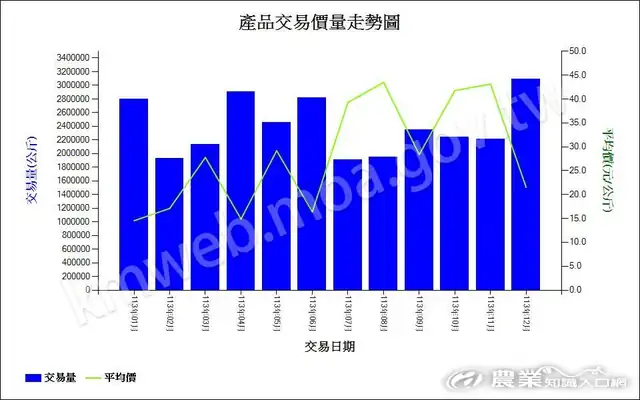 產品交易價量走勢圖
交易量(公斤)
3400000
3200000
3000000
2800000
2600000
2400000
2200000
2000000
1800000
1600000
1400000
1200000
1000000
800000
600000
400000
200000
0
50.0
45.0
40.0
35.0
30.0
25.0
20.0
15.0
10.0
5.0
0.0
平均價(元/公斤)
113年01月
113年02月
113年03月
113年04月
113年05月
113年06月
113年07月
113年08月
113年09月
113年10月
113年11月
113年12月
交易日期
交易量 平均價
kmweb.moa.gov.tw
農業知識入口網